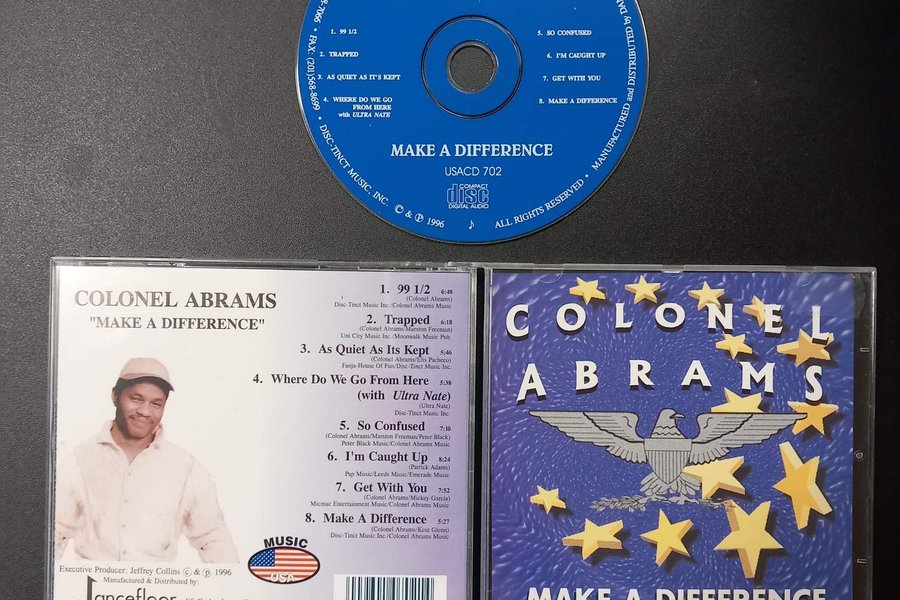 8-7066 • FAX: (201)568-8699 • DISC-TINCT MUSIC, INC. © & ℗ 1996 ♪ ALL RIGHTS RESERVED • MANUFACTURED and DISTRIBUTED by
1. 99 1/2
2. TRAPPED
3. AS QUIET AS IT'S KEPT
4. WHERE DO WE GO
FROM HERE
with ULTRA NATE
5. SO CONFUSED
6. I'M CAUGHT UP
7. GET WITH YOU
8. MAKE A DIFFERENCE
MAKE A DIFFERENCE
USACD 702
COMPACT
disc
DIGITAL AUDIO
COLONEL ABRAMS
"MAKE A DIFFERENCE"
1. 99 1/2 6:48
(Colonel Abrams)
Disc-Tinct Music Inc./Colonel Abrams Music
2. Trapped 6:18
(Colonel Abrams/Marston Freeman)
Uni City Music Inc./Moonwalk Music Pub.
3. As Quiet As Its Kept 5:46
(Colonel Abrams/Elis Pacheco)
Fanja-House Of Fun/Disc-Tinct Music Inc.
4. Where Do We Go From Here 5:38
(with Ultra Nate)
(Ultra Nate)
Disc-Tinct Music Inc.
5. So Confused 7:10
(Colonel Abrams/Marston Freeman/Peter Black)
Peter Black Music/Colonel Abrams Music
6. I'm Caught Up 8:24
(Patrick Adams)
Pap Music/Leeds Music/Emerade Music
7. Get With You 7:52
(Colonel Abrams/Mickey Garcia)
Micmac Entertainment Music/Colonel Abrams Music
8. Make A Difference 5:27
(Colonel Abrams/Kent Glenn)
Disc-Tinct Music Inc./Colonel Abrams Music
MUSIC
USA
Executive Producer: Jeffrey Collins © & ℗ 1996
Manufactured & Distributed by:
Dancefloor
COLONEL
ABRAMS
MAKE A DIFFERENCE